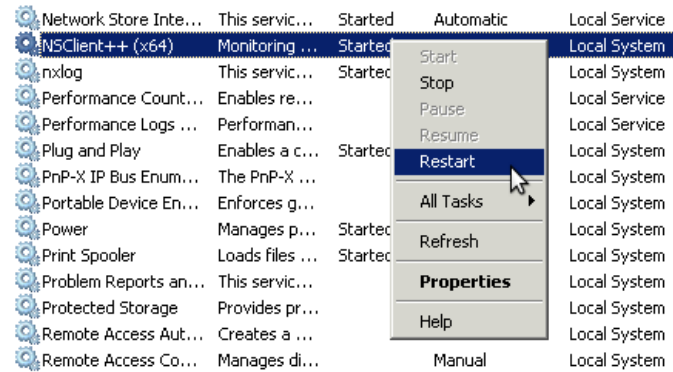 Network Store Inte... This servic... Started Automatic Local Service
NSClient++ (x64) Monitoring ... Started Local System
nxlog This servic... Started Local System
Performance Count... Enables re... Local Service
Performance Logs ... Performan... Local Service
Plug and Play Enables a c... Started Local System
PnP-X IP Bus Enum... The PnP-X ... Local System
Portable Device En... Enforces g... Local System
Power Manages p... Started Local System
Print Spooler Loads files ... Started Local System
Problem Reports an... This servic... Local System
Protected Storage Provides pr... Local System
Remote Access Aut... Creates a ... Local System
Remote Access Co... Manages di... Manual Local System
Start
Stop
Pause
Resume
Restart
All Tasks
Refresh
Properties
Help